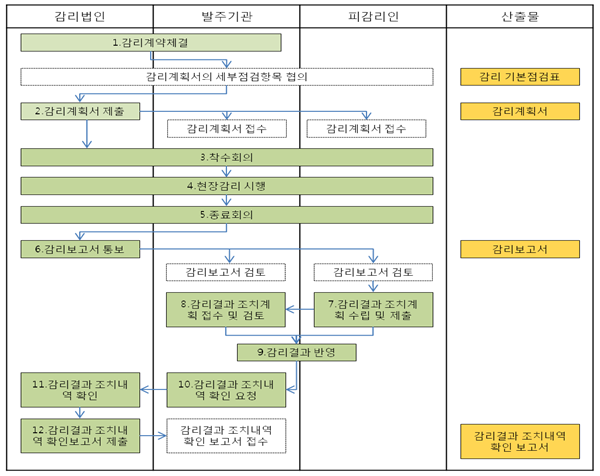 감리법인 발주기관 피감리인 산출물
1.감리계약체결
감리계획서의 세부점검항목 협의
감리 기본점검표
2.감리계획서 제출
감리계획서
감리계획서 접수
감리계획서 접수
3.착수회의
4.현장감리 시행
5.종료회의
6.감리보고서 통보
감리보고서
감리보고서 검토
감리보고서 검토
8.감리결과 조치계
획 접수 및 검토
7.감리결과 조치계
획 수립 및 제출
9.감리결과 반영
11.감리결과 조치내
역 확인
10.감리결과 조치내
역 확인 요청
12.감리결과 조치내
역 확인보고서 제출
감리결과 조치내역
확인 보고서 접수
감리결과 조치내역
확인 보고서